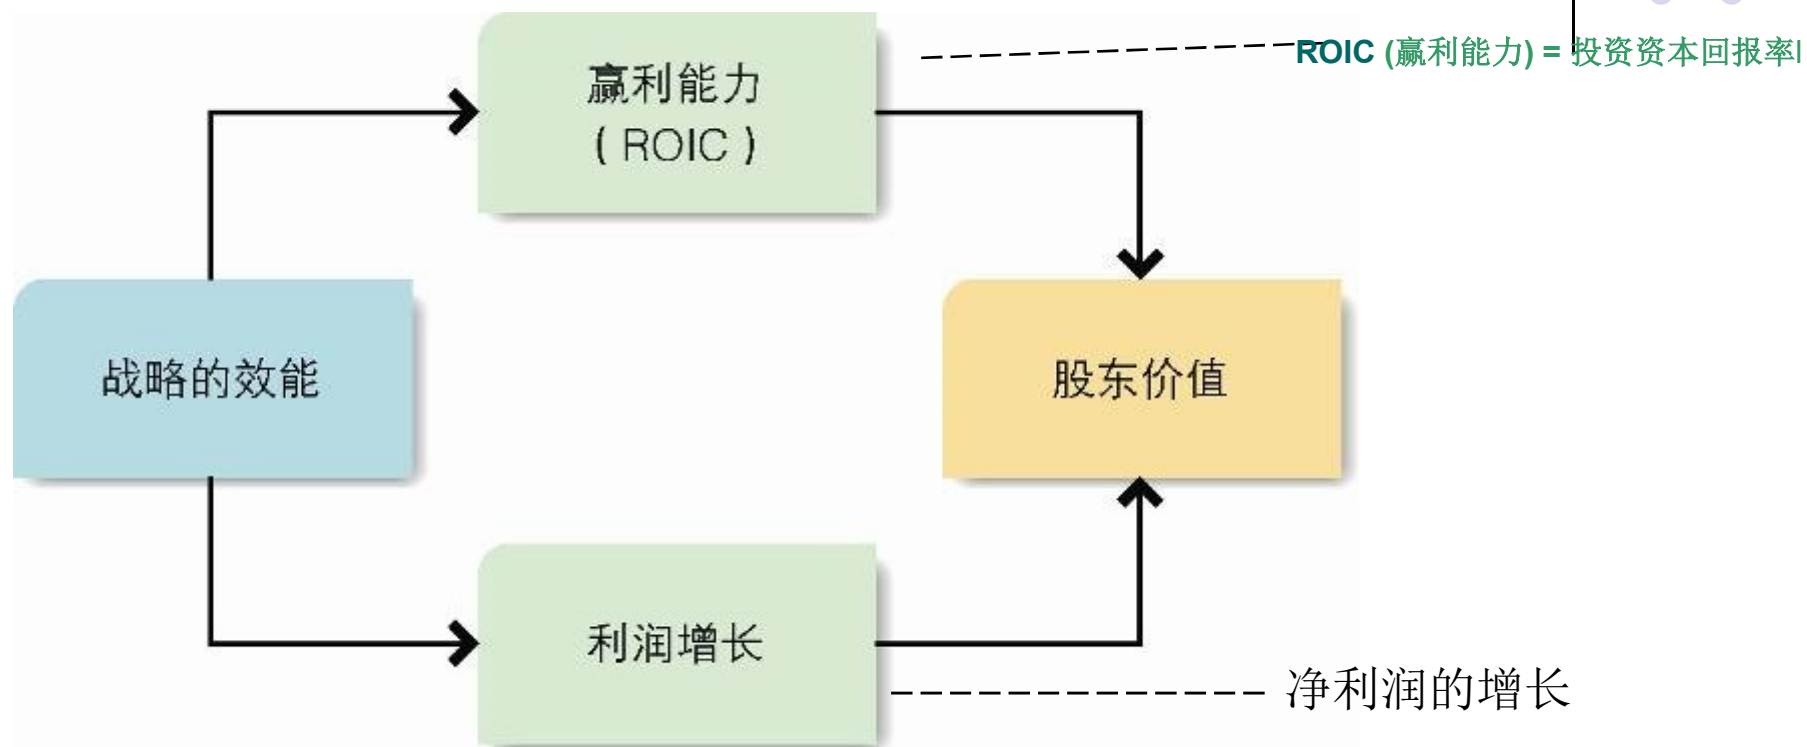 赢利能力
（ROIC）
ROIC (赢利能力) = 投资资本回报率
战略的效能
股东价值
利润增长
净利润的增长